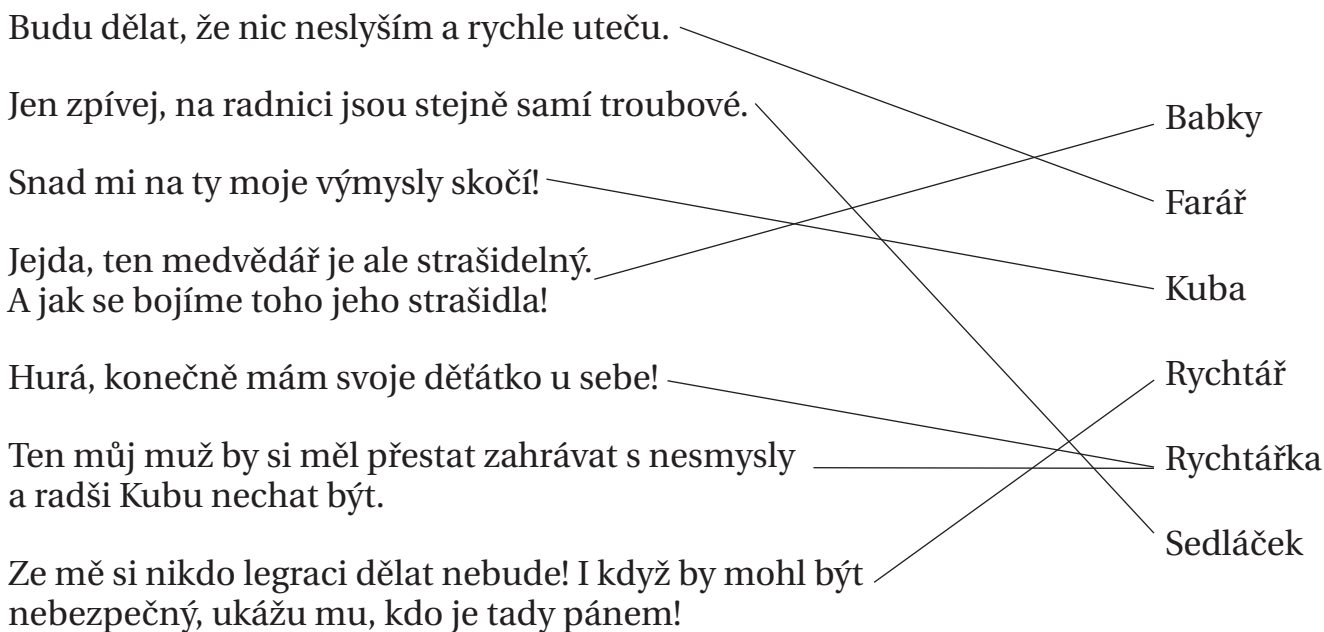 Budu dělat, že nic neslyším a rychle uteču.
Jen zpívej, na radnici jsou stejně samí troubové.
Snad mi na ty moje výmysly skočí!
Jejda, ten medvědář je ale strašidelný.
A jak se bojíme toho jeho strašidla!
Hurá, konečně mám svoje děťátko u sebe!
Ten můj muž by si měl přestat zahrávat s nesmysly
a radši Kubu nechat být.
Ze mě si nikdo legraci dělat nebude! I když by mohl být
nebezpečný, ukážu mu, kdo je tady pánem!
Babky
Farář
Kuba
Rychtář
Rychtářka
Sedláček